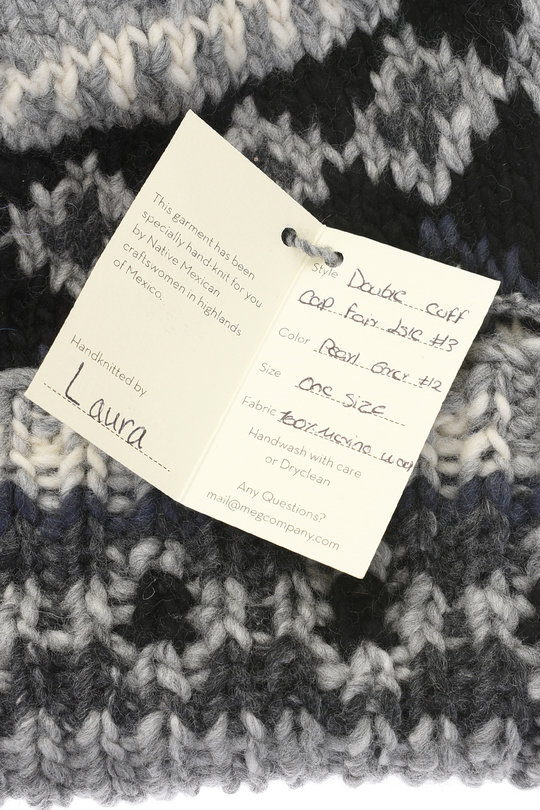 This garment has been
specially hand-knit for you
by Native Mexican
craftswomen in highlands
of Mexico.
Handknitted by
Laura
Style Double cuff
cap Fair Isle #3
Color Pearl Grey #12
Size one size
Fabric 100% Merino wool
Handwash with care
or Dryclean
Any Questions?
mail@megcompany.com